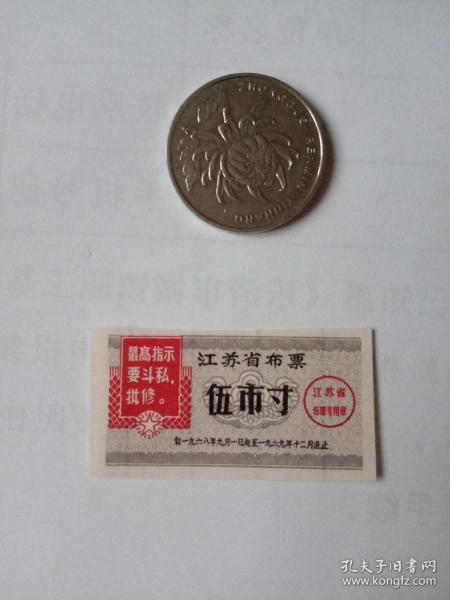 ZHONGGUO RENMIN YINHANG
最高指示
要斗私,
批修。
江苏省布票
伍市寸
江苏省
布票专用章
自一九六八年九月一日起至一九六九年十二月底止
孔夫子旧书网
www.kongfz.com